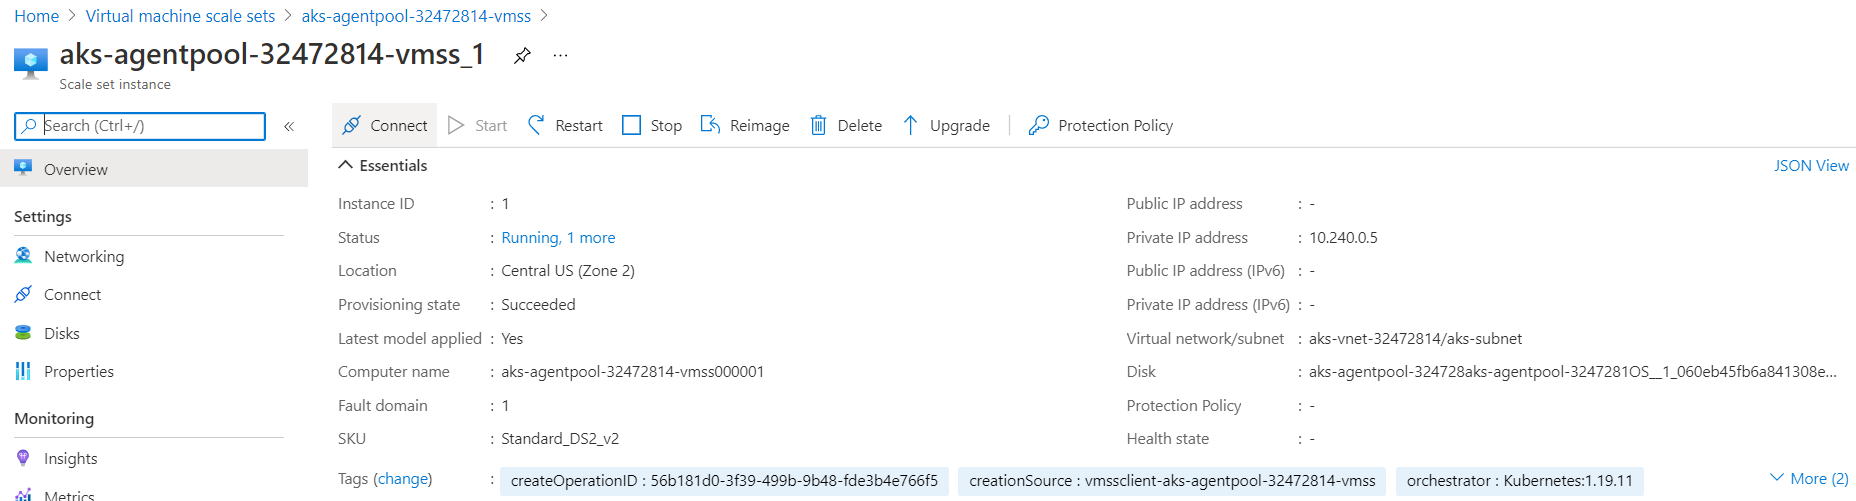 Home > Virtual machine scale sets > aks-agentpool-32472814-vmss >
aks-agentpool-32472814-vmss_1 ...
Scale set instance
Search (Ctrl+/) «
Connect Start Restart Stop Reimage Delete Upgrade Protection Policy
Overview
Settings
Networking
Connect
Disks
Properties
Monitoring
Insights
Metrics
Essentials JSON View
Instance ID : 1
Status : Running, 1 more
Location : Central US (Zone 2)
Provisioning state : Succeeded
Latest model applied : Yes
Computer name : aks-agentpool-32472814-vmss000001
Fault domain : 1
SKU : Standard_DS2_v2
Public IP address : -
Private IP address : 10.240.0.5
Public IP address (IPv6) : -
Private IP address (IPv6) : -
Virtual network/subnet : aks-vnet-32472814/aks-subnet
Disk : aks-agentpool-324728aks-agentpool-3247281OS__1_060eb45fb6a841308e...
Protection Policy : -
Health state : -
Tags (change) : createOperationID : 56b181d0-3f39-499b-9b48-fde3b4e766f5 creationSource : vmssclient-aks-agentpool-32472814-vmss orchestrator : Kubernetes:1.19.11 More (2)